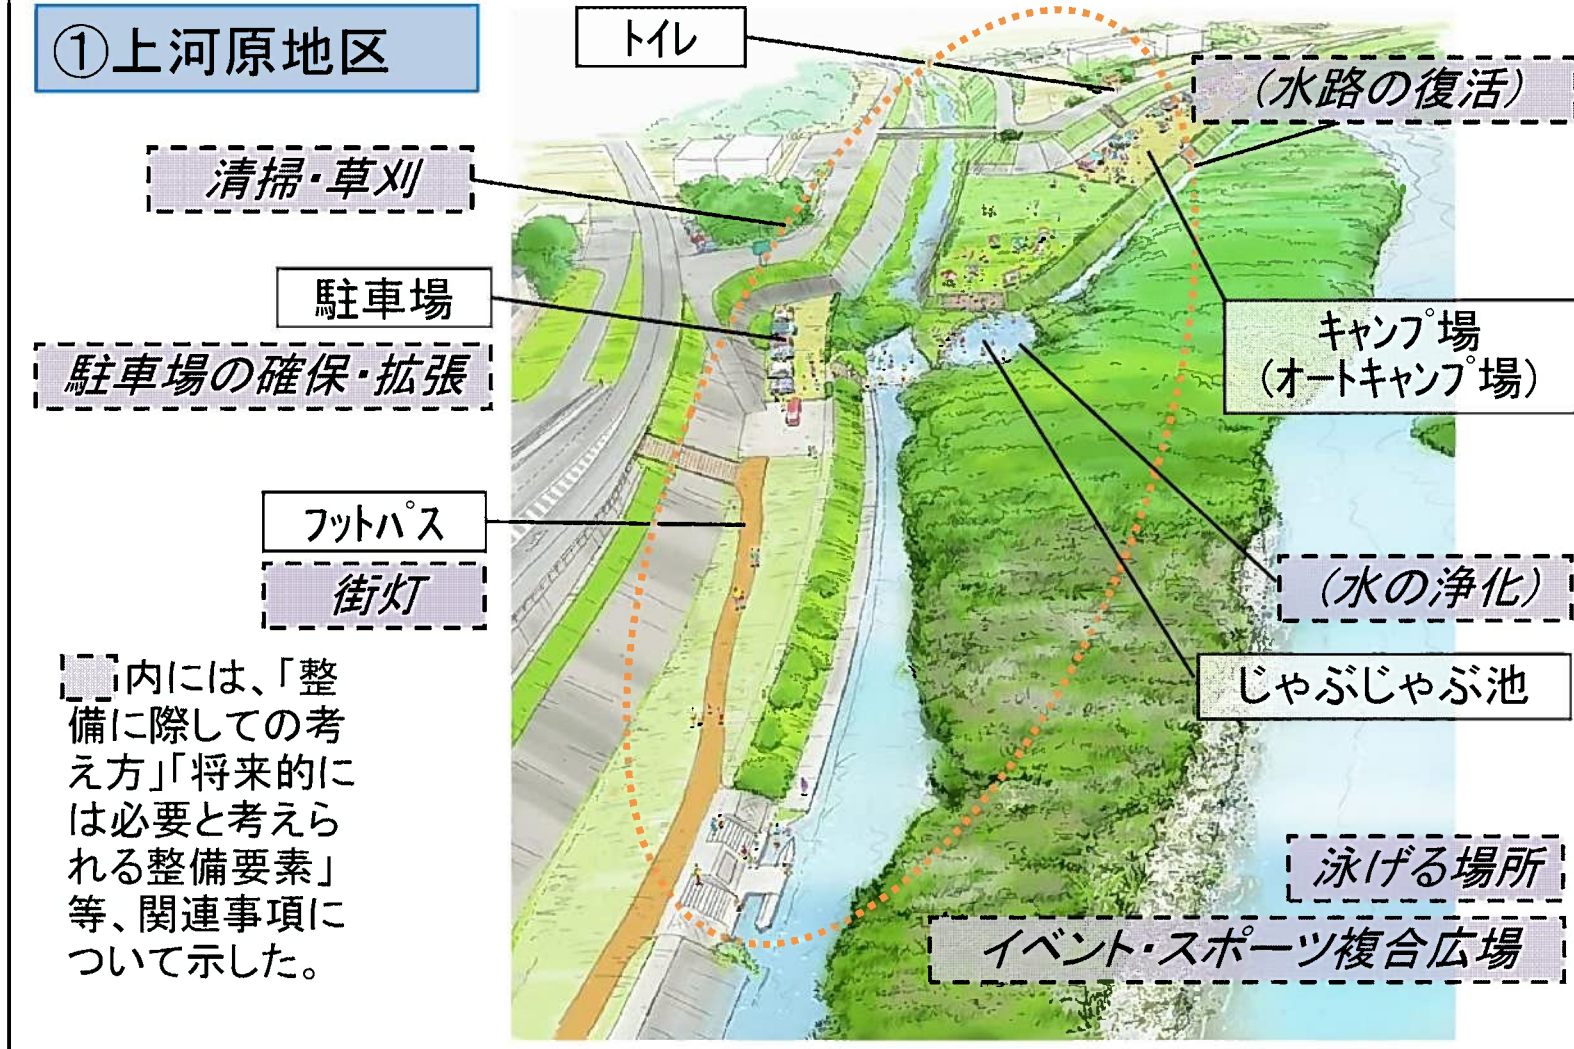 ①上河原地区
トイレ
(水路の復活)
清掃・草刈
駐車場
駐車場の確保・拡張
キャンプ場
(オートキャンプ場)
フットパス
街灯
(水の浄化)
じゃぶじゃぶ池
内には、「整
備に際しての考
え方」「将来的に
は必要と考えら
れる整備要素」
等、関連事項に
ついて示した。
泳げる場所
イベント・スポーツ複合広場